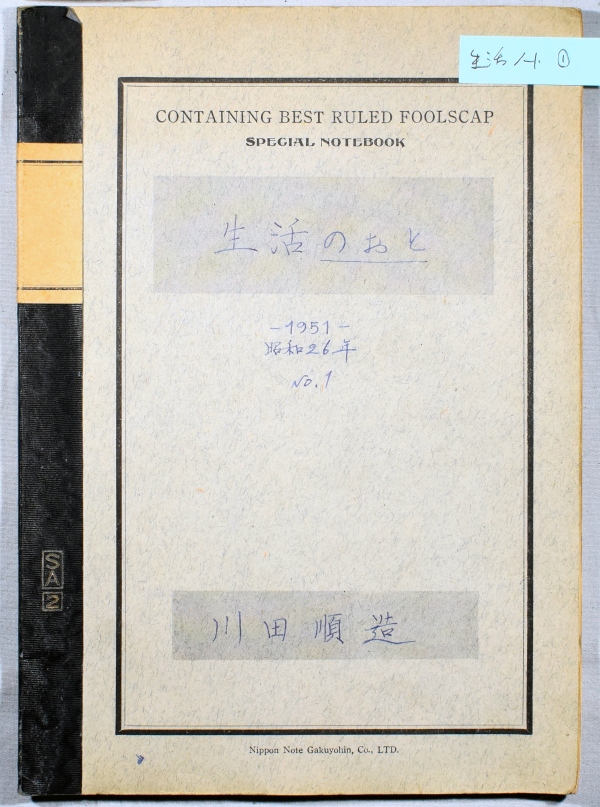 生活ノート ①
CONTAINING BEST RULED FOOLSCAP
SPECIAL NOTEBOOK
生活のおと
-1951-
昭和26年
No.1
SA
2
川田順造
Nippon Note Gakuyohin, Co., LTD.